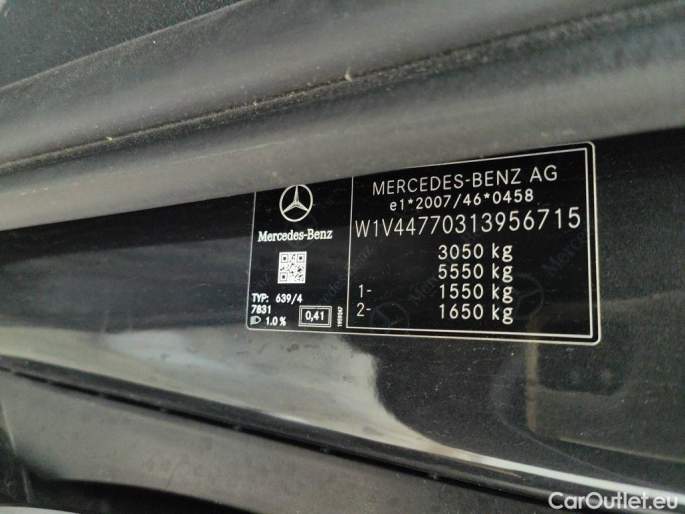 MERCEDES-BENZ AG
e1*2007/46*0458
W1V44770313956715
3050 kg
5550 kg
1- 1550 kg
2- 1650 kg
Mercedes-Benz
TYP: 639/4
7831
1.0 % 0,41
CarOutlet.eu